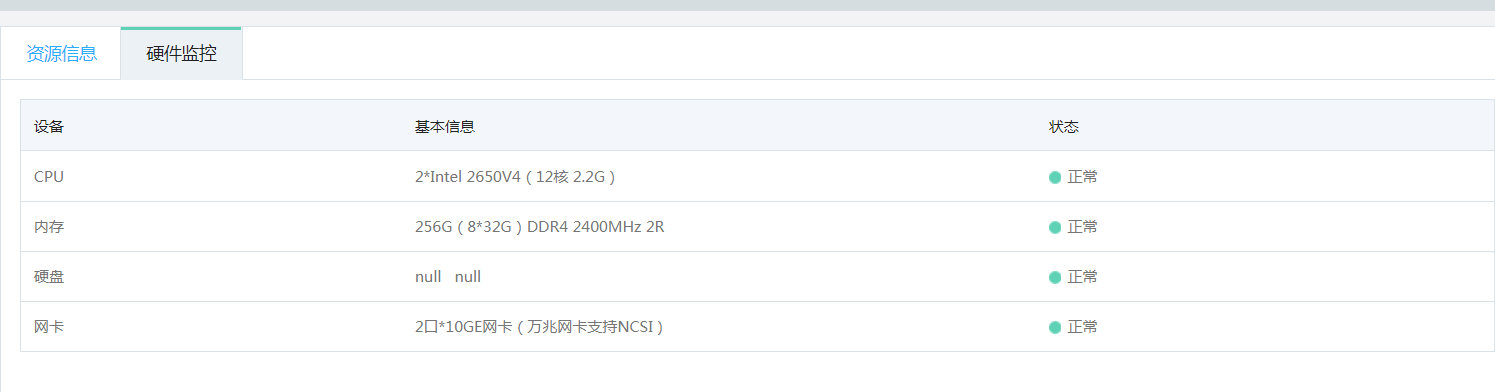 资源信息 硬件监控
设备 基本信息 状态
CPU 2*Intel 2650V4（12核 2.2G） 正常
内存 256G（8*32G）DDR4 2400MHz 2R 正常
硬盘 null null 正常
网卡 2口*10GE网卡（万兆网卡支持NCSI） 正常